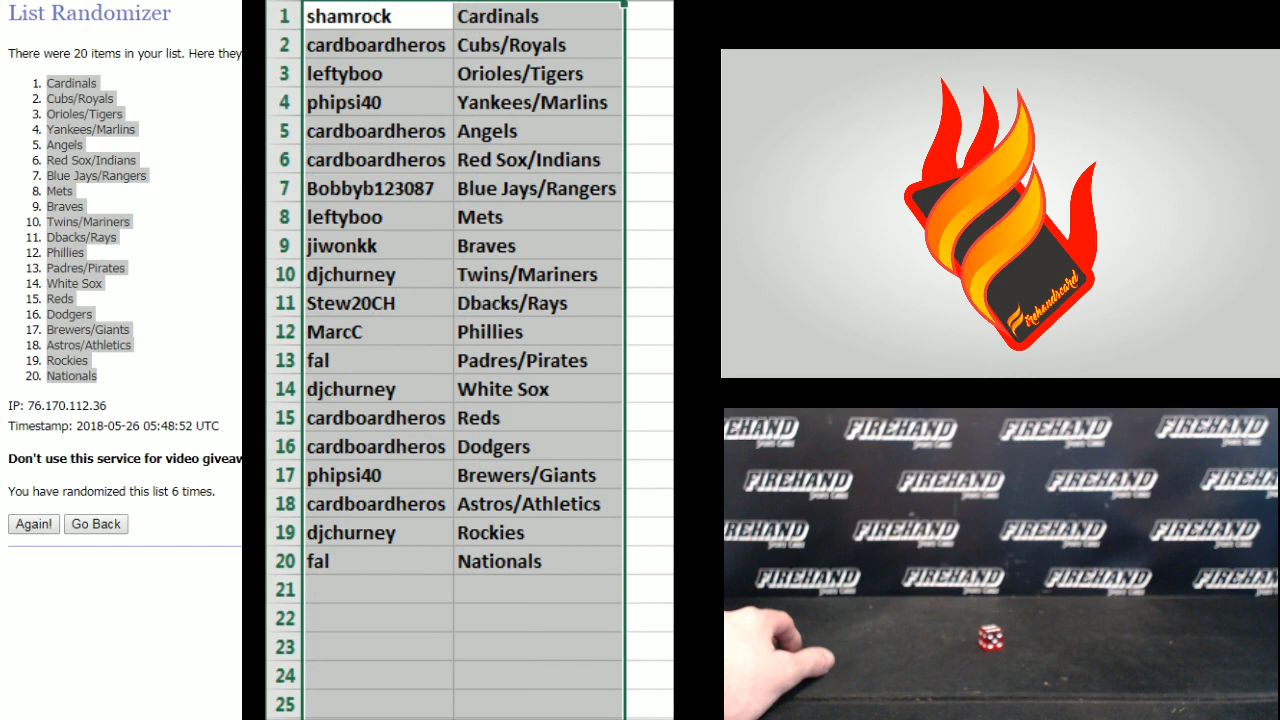 List Randomizer
There were 20 items in your list. Here they
1. Cardinals
2. Cubs/Royals
3. Orioles/Tigers
4. Yankees/Marlins
5. Angels
6. Red Sox/Indians
7. Blue Jays/Rangers
8. Mets
9. Braves
10. Twins/Mariners
11. Dbacks/Rays
12. Phillies
13. Padres/Pirates
14. White Sox
15. Reds
16. Dodgers
17. Brewers/Giants
18. Astros/Athletics
19. Rockies
20. Nationals
IP: 76.170.112.36
Timestamp: 2018-05-26 05:48:52 UTC
Don't use this service for video giveaw
You have randomized this list 6 times.
Again! Go Back
1 shamrock Cardinals
2 cardboardheros Cubs/Royals
3 leftyboo Orioles/Tigers
4 phipsi40 Yankees/Marlins
5 cardboardheros Angels
6 cardboardheros Red Sox/Indians
7 Bobbyb123087 Blue Jays/Rangers
8 leftyboo Mets
9 jiwonkk Braves
10 djchurney Twins/Mariners
11 Stew20CH Dbacks/Rays
12 MarcC Phillies
13 fal Padres/Pirates
14 djchurney White Sox
15 cardboardheros Reds
16 cardboardheros Dodgers
17 phipsi40 Brewers/Giants
18 cardboardheros Astros/Athletics
19 djchurney Rockies
20 fal Nationals
21
22
23
24
25
Firehandscard
EHAND FIREHAND FIREHAND FIREHAND
FIREHAND FIREHAND FIREHAND FIREH
REHAND FIREHAND FIREHAND FIREHAND
FIREHAND FIREHAND FIREHAND FIREH